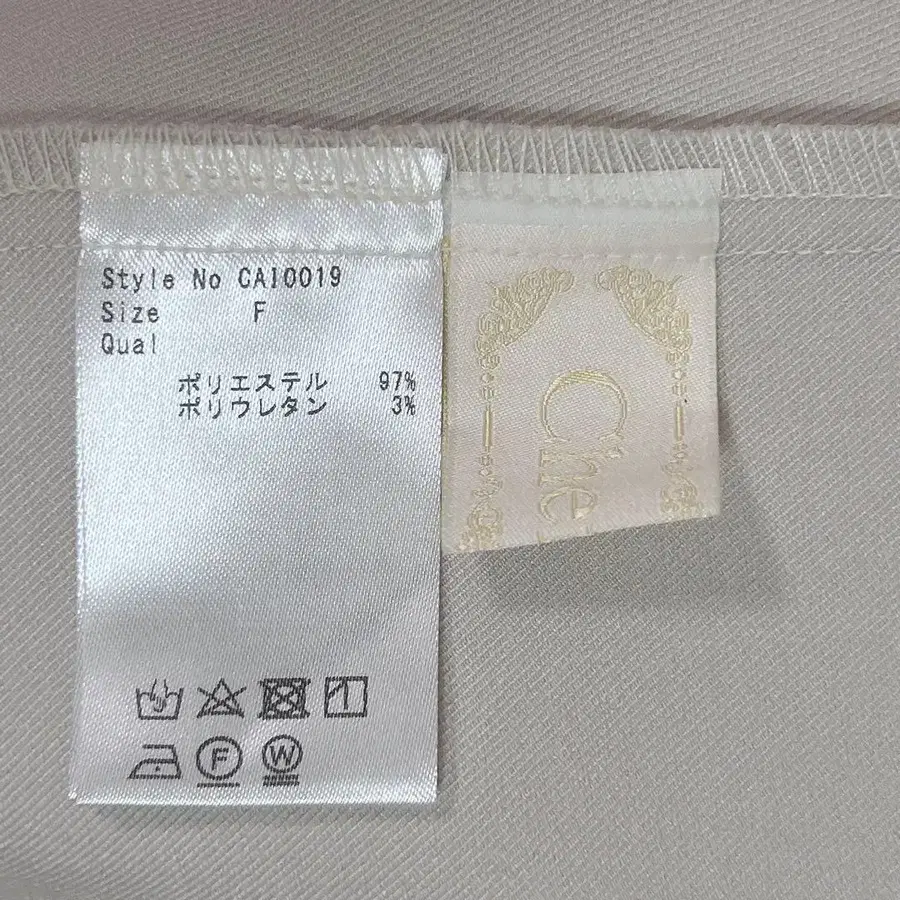 Style No CAI0019
Size F
Qual
ポリエステル 97%
ポリウレタン 3%
F W